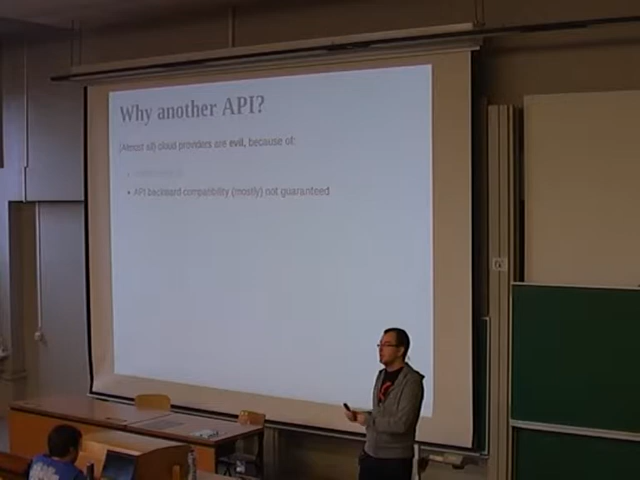 Why another API?
(Almost all) cloud providers are evil, because of:
• API backward compatibility (mostly) not guaranteed